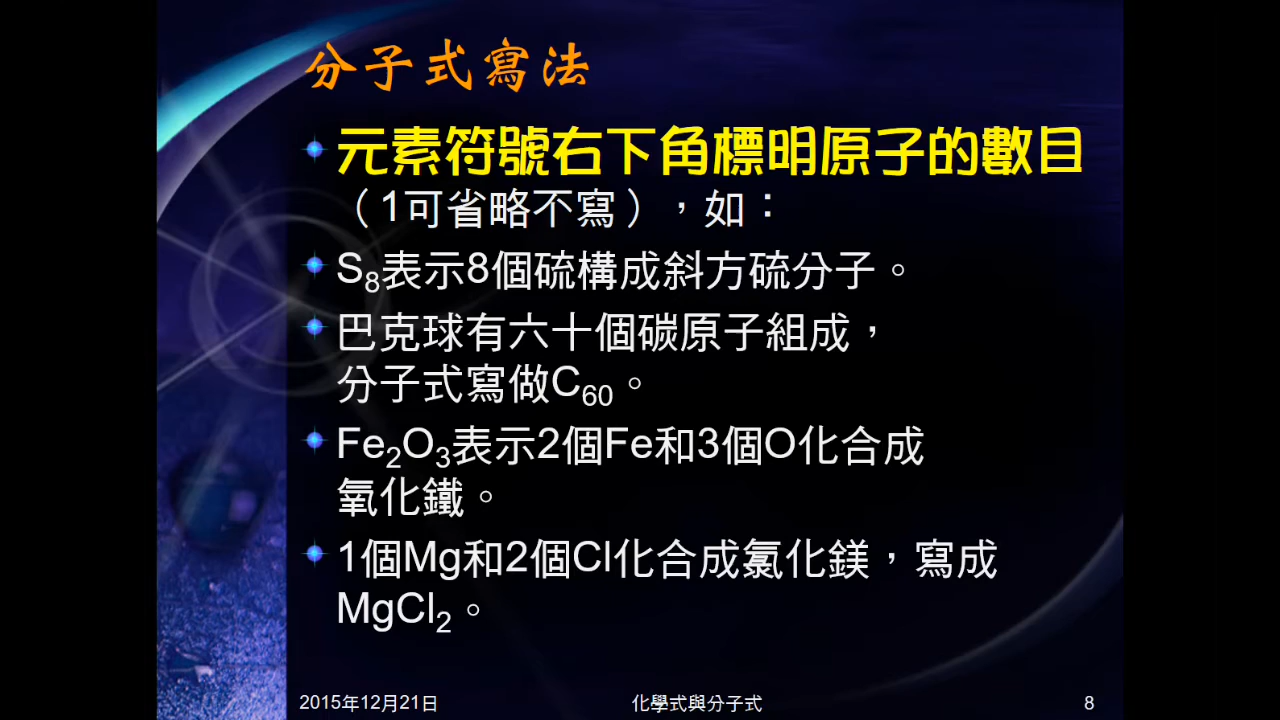 分子式寫法
元素符號右下角標明原子的數目
（1可省略不寫），如：
S₈表示8個硫構成斜方硫分子。
巴克球有六十個碳原子組成，
分子式寫做C₆₀。
Fe₂O₃表示2個Fe和3個O化合成
氧化鐵。
1個Mg和2個Cl化合成氯化鎂，寫成
MgCl₂。
2015年12月21日 化學式與分子式 8